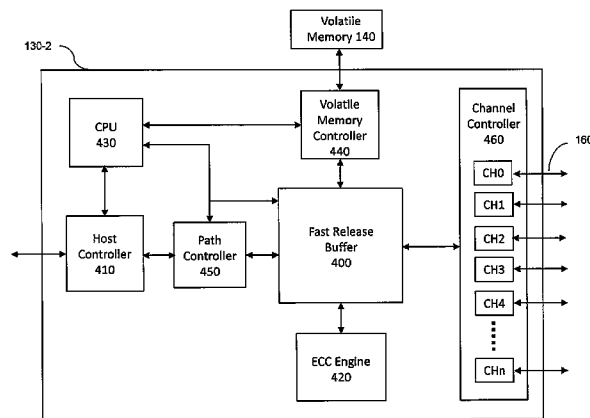 Volatile
Memory 140
130-2
Volatile
Memory
Controller
440
Channel
Controller
460
CPU
430
160
CH0
CH1
CH2
CH3
CH4
CHn
Host
Controller
410
Path
Controller
450
Fast Release
Buffer
400
ECC Engine
420